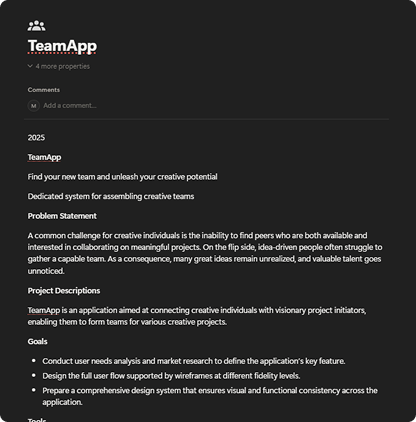 TeamApp
4 more properties
Comments
M Add a comment...
2025
TeamApp
Find your new team and unleash your creative potential
Dedicated system for assembling creative teams
Problem Statement
A common challenge for creative individuals is the inability to find peers who are both available and
interested in collaborating on meaningful projects. On the flip side, idea-driven people often struggle to
gather a capable team. As a consequence, many great ideas remain unrealized, and valuable talent goes
unnoticed.
Project Descriptions
TeamApp is an application aimed at connecting creative individuals with visionary project initiators,
enabling them to form teams for various creative projects.
Goals
• Conduct user needs analysis and market research to define the application's key feature.
• Design the full user flow supported by wireframes at different fidelity levels.
• Prepare a comprehensive design system that ensures visual and functional consistency across the
application.
Tools